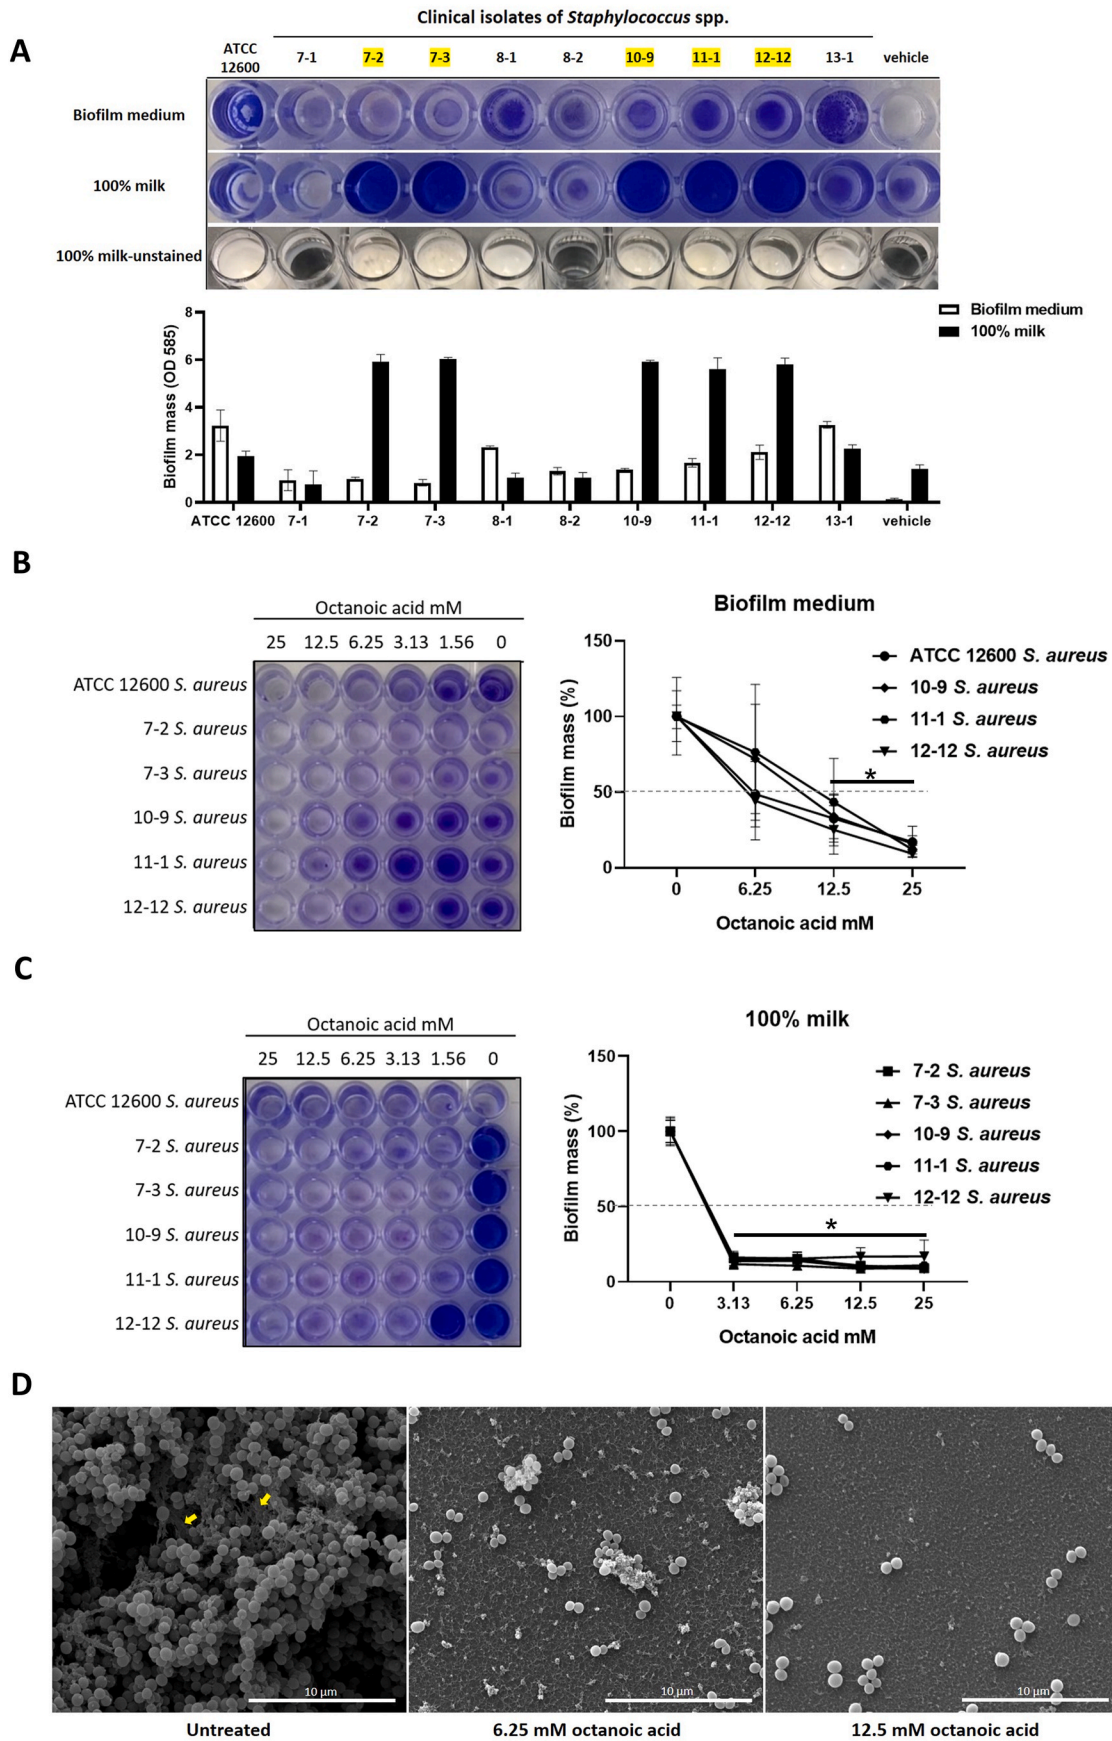 Clinical isolates of Staphylococcus spp.
A
ATCC 12600 7-1 7-2 7-3 8-1 8-2 10-9 11-1 12-12 13-1 vehicle
Biofilm medium
100% milk
100% milk-unstained
Biofilm medium
100% milk
Biofilm mass (OD 585)
8
6
4
2
0
ATCC 12600 7-1 7-2 7-3 8-1 8-2 10-9 11-1 12-12 13-1 vehicle
B
Octanoic acid mM
25 12.5 6.25 3.13 1.56 0
ATCC 12600 S. aureus
7-2 S. aureus
7-3 S. aureus
10-9 S. aureus
11-1 S. aureus
12-12 S. aureus
Biofilm medium
Biofilm mass (%)
150
100
50
0
ATCC 12600 S. aureus
10-9 S. aureus
11-1 S. aureus
12-12 S. aureus
*
0 6.25 12.5 25
Octanoic acid mM
C
Octanoic acid mM
25 12.5 6.25 3.13 1.56 0
ATCC 12600 S. aureus
7-2 S. aureus
7-3 S. aureus
10-9 S. aureus
11-1 S. aureus
12-12 S. aureus
100% milk
Biofilm mass (%)
150
100
50
0
7-2 S. aureus
7-3 S. aureus
10-9 S. aureus
11-1 S. aureus
12-12 S. aureus
*
0 3.13 6.25 12.5 25
Octanoic acid mM
D
10 µm 10 µm 10 µm
Untreated 6.25 mM octanoic acid 12.5 mM octanoic acid